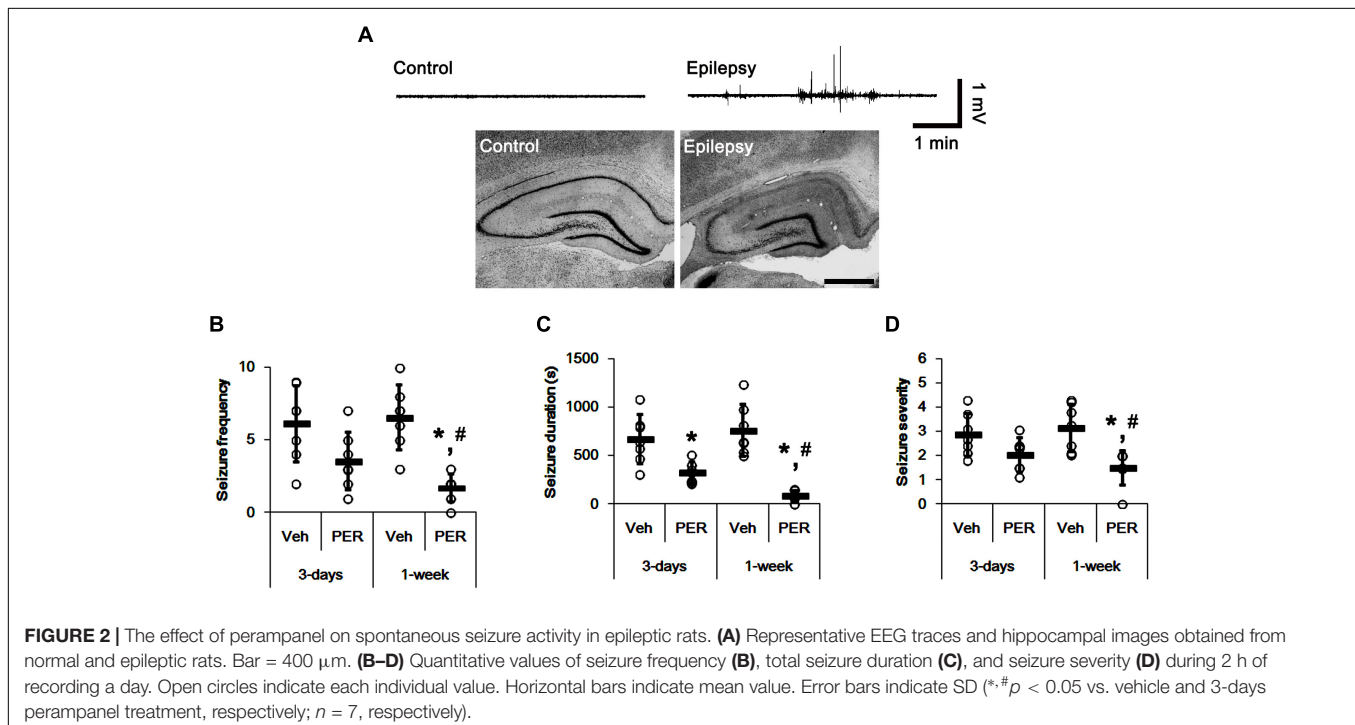 A
Control
Epilepsy
1 mV
1 min
Control
Epilepsy
B
Seizure frequency
10
5
0
*, #
Veh PER Veh PER
3-days 1-week
C
Seizure duration (s)
1500
1000
500
0
*
*, #
Veh PER Veh PER
3-days 1-week
D
Seizure severity
6
5
4
3
2
1
0
*, #
Veh PER Veh PER
3-days 1-week
FIGURE 2 | The effect of perampanel on spontaneous seizure activity in epileptic rats. (A) Representative EEG traces and hippocampal images obtained from
normal and epileptic rats. Bar = 400 μm. (B–D) Quantitative values of seizure frequency (B), total seizure duration (C), and seizure severity (D) during 2 h of
recording a day. Open circles indicate each individual value. Horizontal bars indicate mean value. Error bars indicate SD (*,#p < 0.05 vs. vehicle and 3-days
perampanel treatment, respectively; n = 7, respectively).